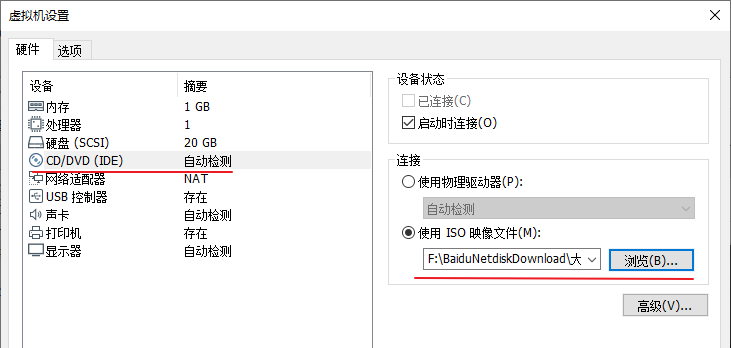 虚拟机设置
硬件 选项
设备 摘要
内存 1 GB
处理器 1
硬盘 (SCSI) 20 GB
CD/DVD (IDE) 自动检测
网络适配器 NAT
USB 控制器 存在
声卡 自动检测
打印机 存在
显示器 自动检测
设备状态
已连接(C)
启动时连接(O)
连接
使用物理驱动器(P):
自动检测
使用 ISO 映像文件(M):
F:\BaiduNetdiskDownload\大
浏览(B)...
高级(V)...